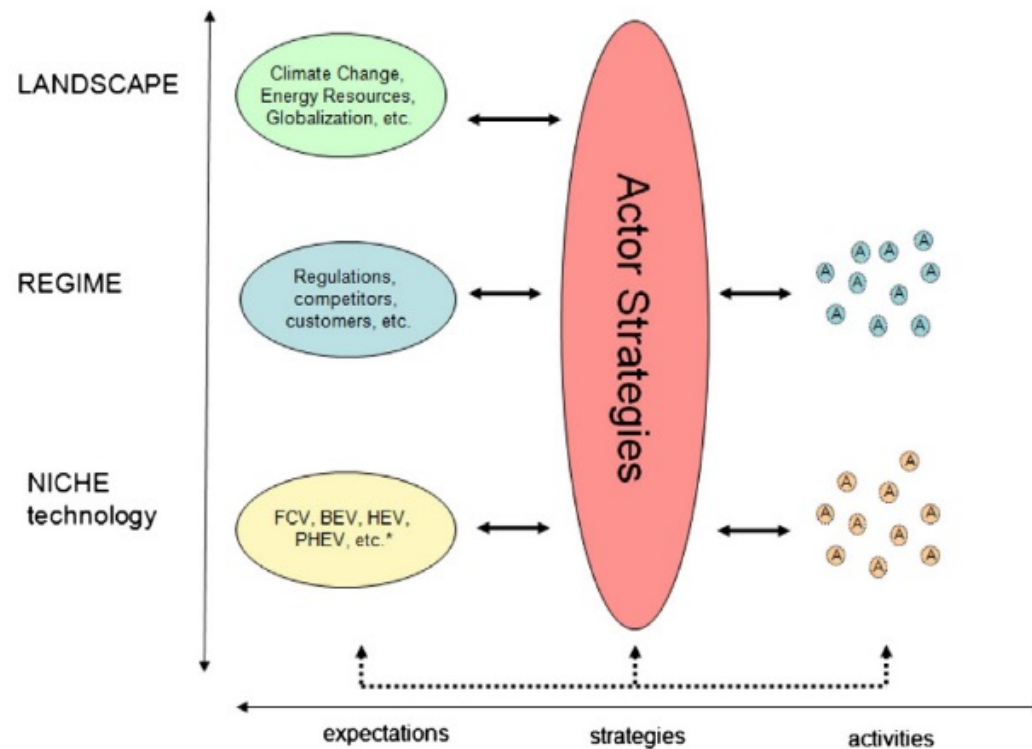 LANDSCAPE
Climate Change,
Energy Resources,
Globalization, etc.
Actor Strategies
REGIME
Regulations,
competitors,
customers, etc.
A A A A A A A A A A
NICHE
technology
FCV, BEV, HEV,
PHEV, etc.*
A A A A A A A A A A
expectations
strategies
activities